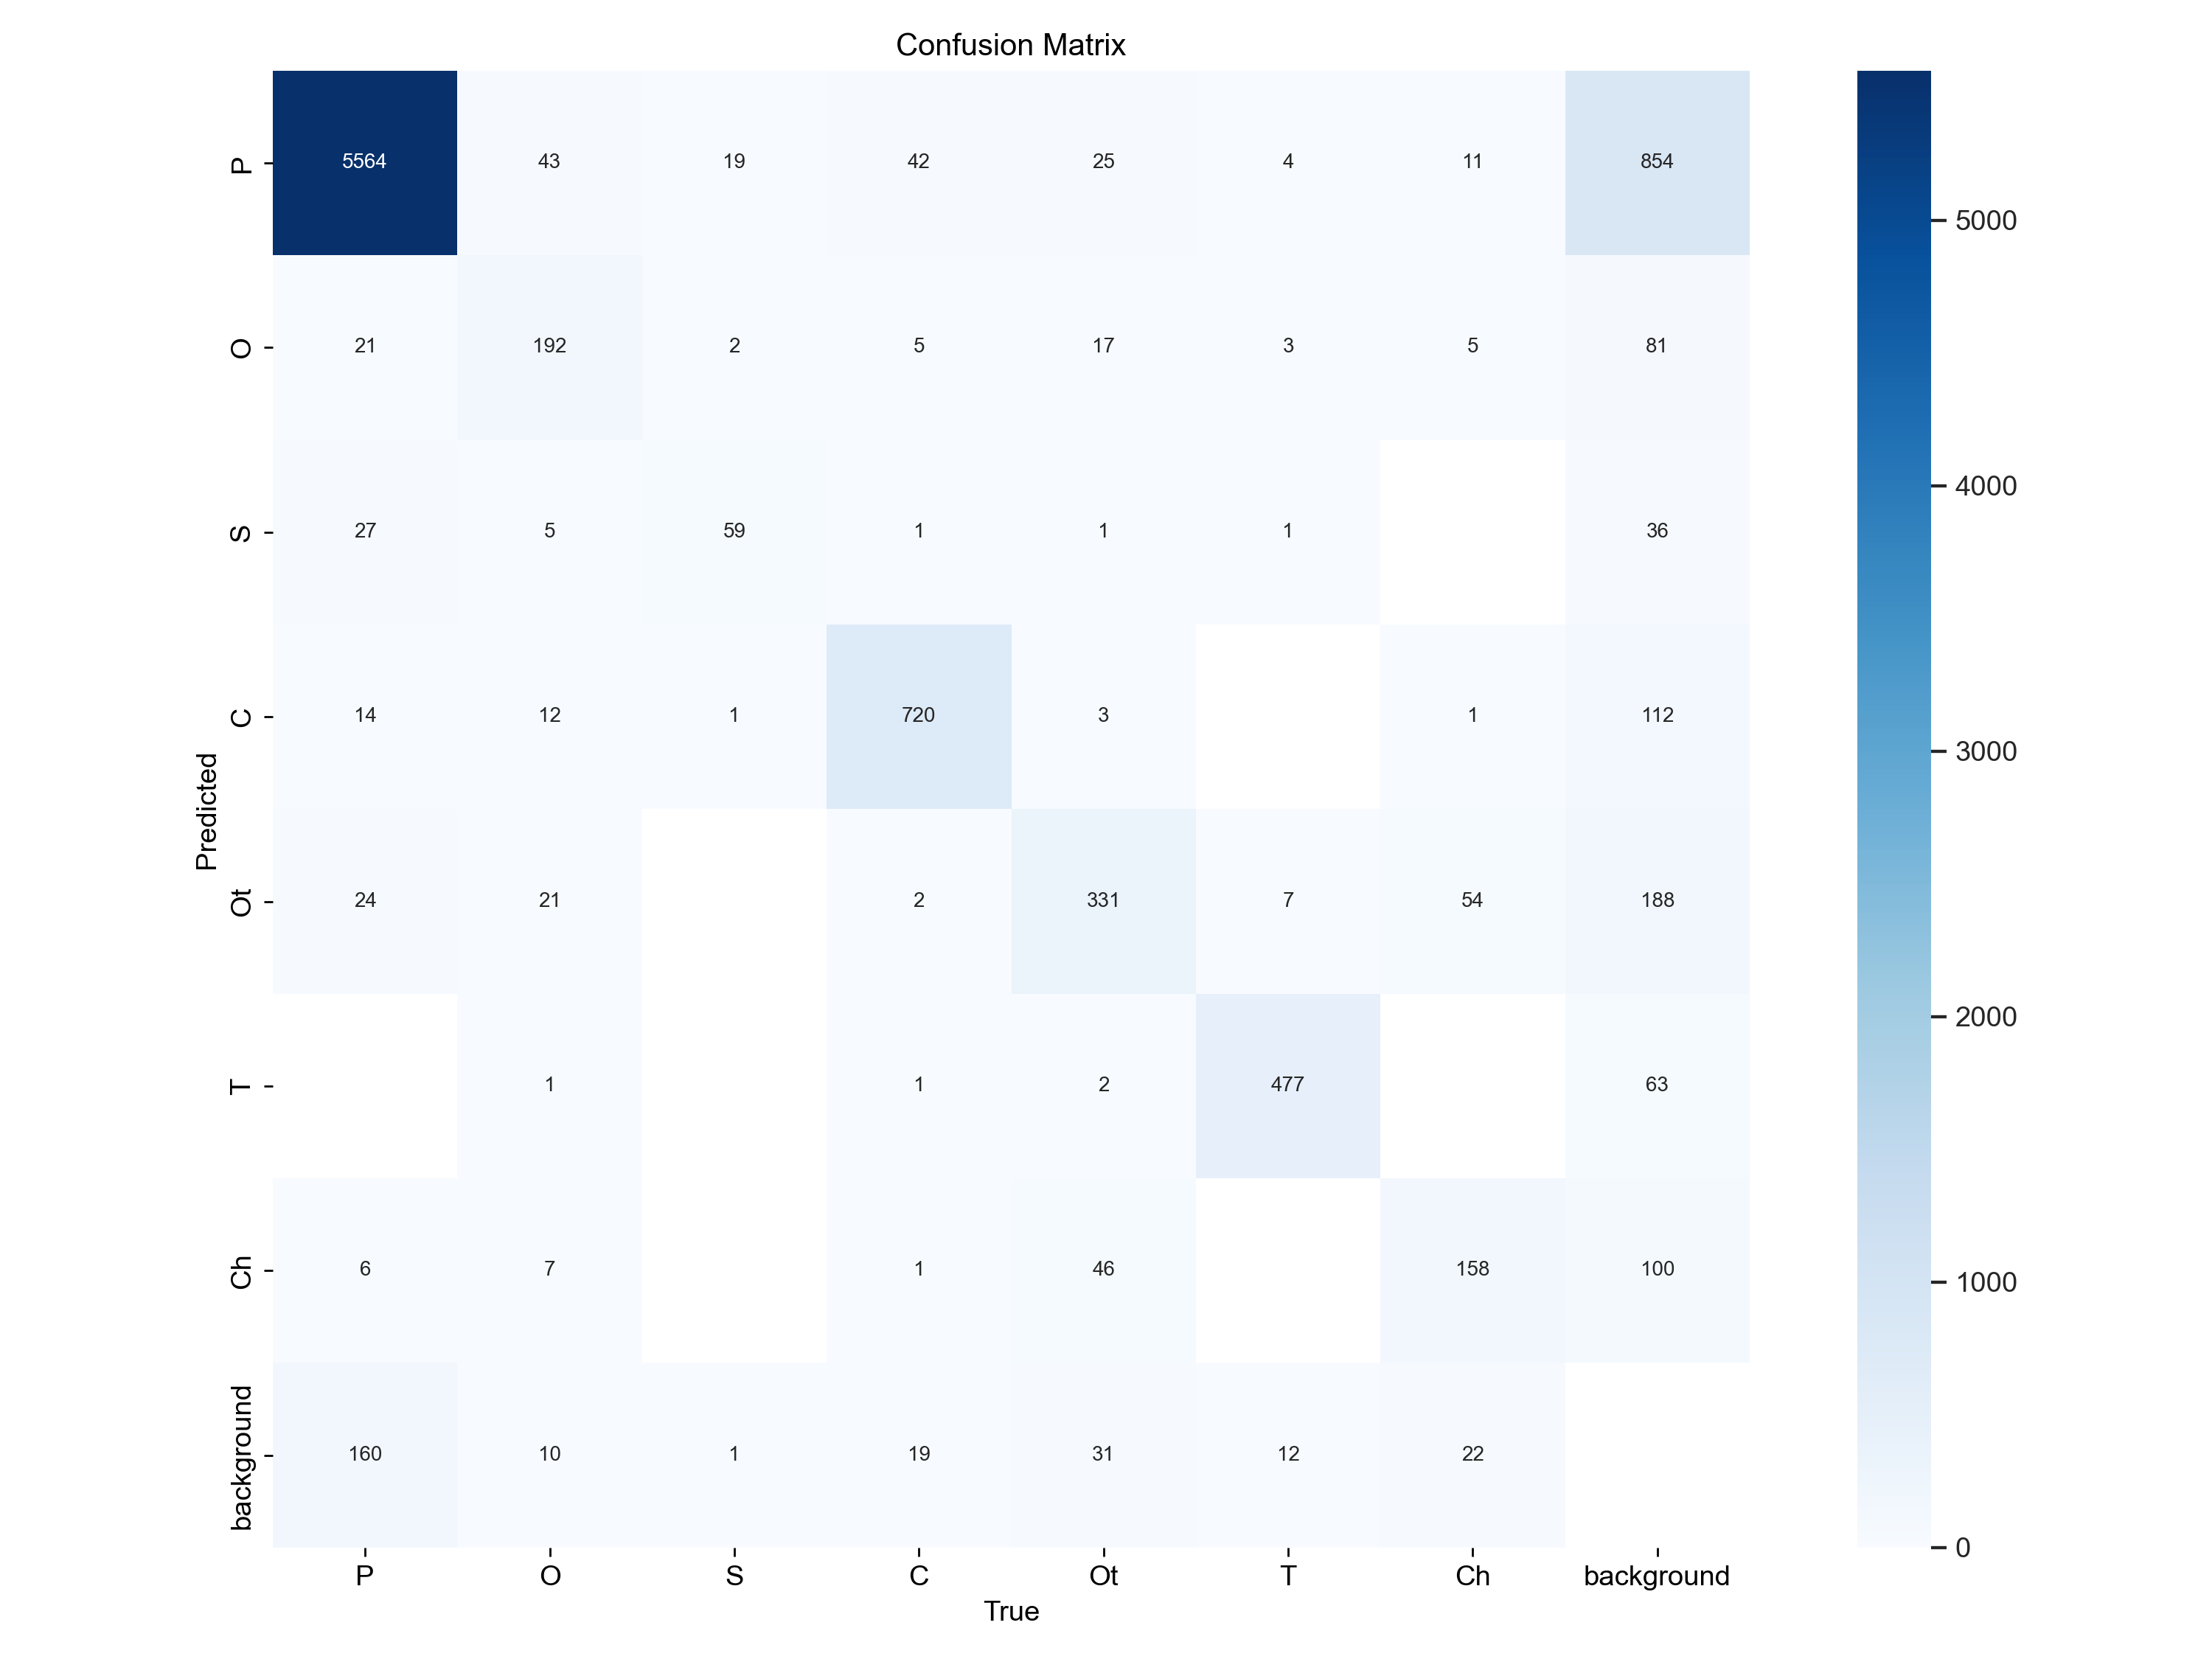 Confusion Matrix
P 5564 43 19 42 25 4 11 854
O 21 192 2 5 17 3 5 81
S 27 5 59 1 1 1 36
C 14 12 1 720 3 1 112
Ot 24 21 2 331 7 54 188
T 1 1 2 477 63
Ch 6 7 1 46 158 100
background 160 10 1 19 31 12 22
P O S C Ot T Ch background
True
Predicted
5000
4000
3000
2000
1000
0